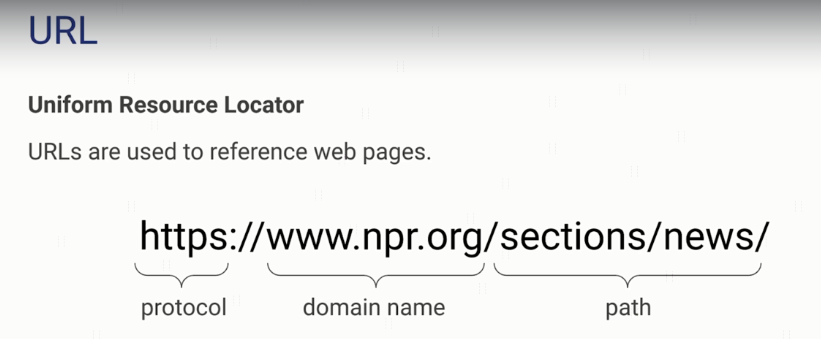 URL
Uniform Resource Locator
URLs are used to reference web pages.
https://www.npr.org/sections/news/
protocol domain name path